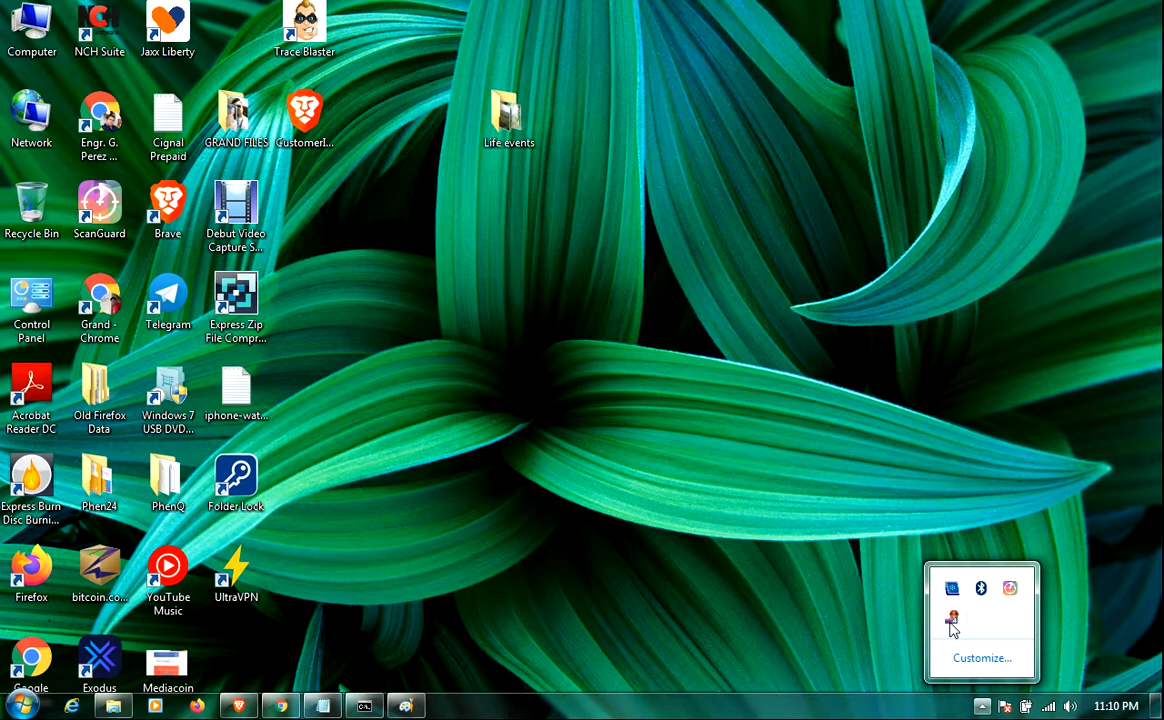 Computer
NCH Suite
Jaxx Liberty
Trace Blaster
Network
Engr. G.
Perez ...
Cignal
Prepaid
GRAND FILES
CustomerI...
Life events
Recycle Bin
ScanGuard
Brave
Debut Video
Capture S...
Control
Panel
Grand -
Chrome
Telegram
Express Zip
File Compr...
Acrobat
Reader DC
Old Firefox
Data
Windows 7
USB DVD...
iphone-wat...
Express Burn
Disc Burni...
Phen24
PhenQ
Folder Lock
Firefox
bitcoin.co...
YouTube
Music
UltraVPN
Google
Exodus
Mediacoin
Customize...
11:10 PM